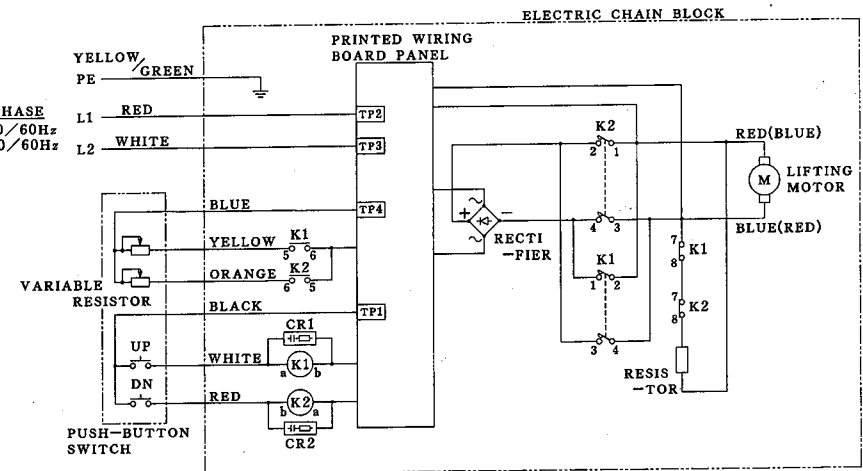 ELECTRIC CHAIN BLOCK
PRINTED WIRING
BOARD PANEL
YELLOW/
GREEN
PE
HASE
0/60Hz
0/60Hz
L1 RED
L2 WHITE
TP2
TP3
BLUE
TP4
YELLOW
K1
5 6
ORANGE
K2
6 5
VARIABLE
RESISTOR
BLACK
TP1
CR1
UP
WHITE
a K1 b
DN
RED
b K2 a
CR2
PUSH-BUTTON
SWITCH
+
-
RECTI
-FIER
K2
2 1
4 3
K1
1 2
3 4
RED(BLUE)
M
LIFTING
MOTOR
BLUE(RED)
7
8
K1
7
8
K2
RESIS
-TOR